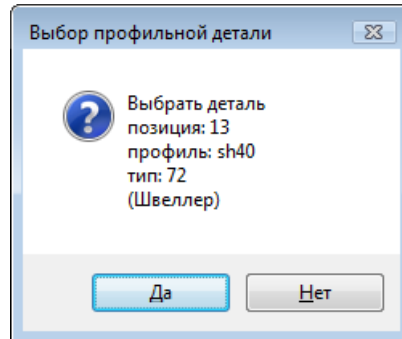 Выбор профильной детали
Выбрать деталь
позиция: 13
профиль: sh40
тип: 72
(Швеллер)
Да
Нет